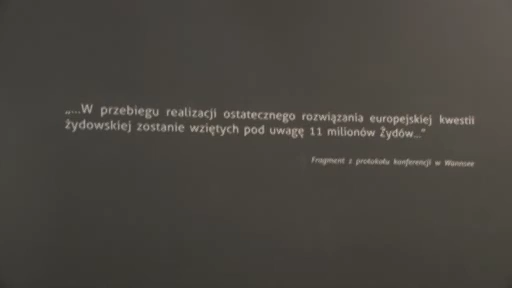 „...W przebiegu realizacji ostatecznego rozwiązania europejskiej kwestii
żydowskiej zostanie wziętych pod uwagę 11 milionów Żydów...”
Fragment z protokołu konferencji w Wannsee